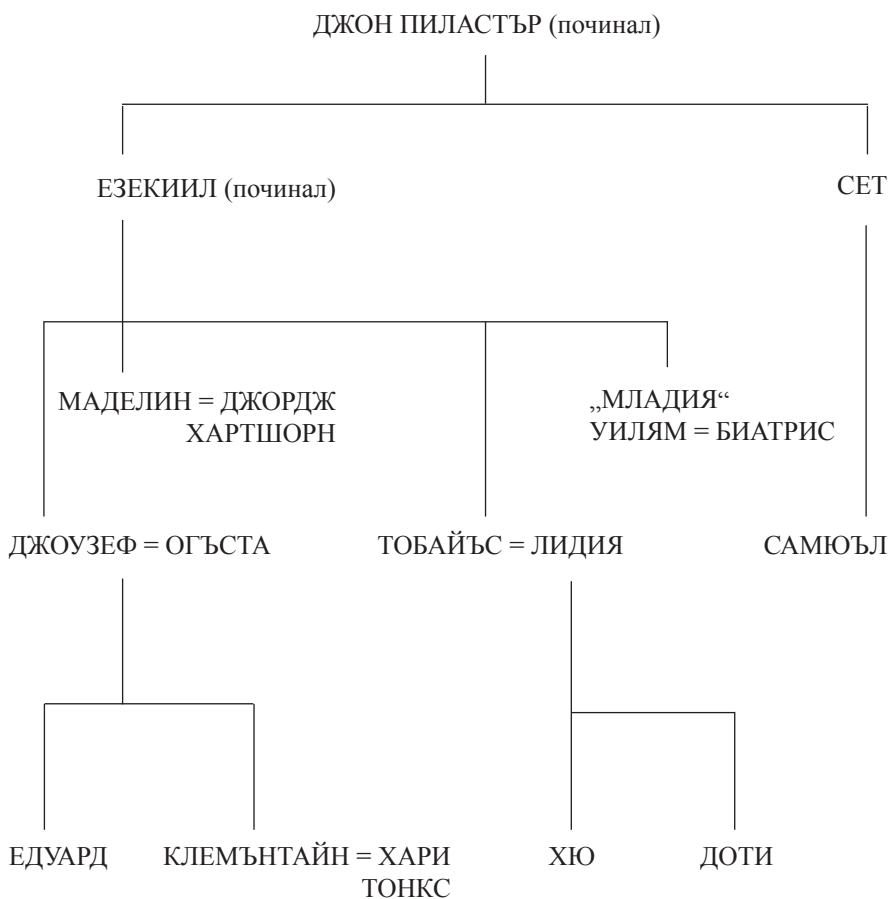 ДЖОН ПИЛАСТЪР (починал)
ЕЗЕКИИЛ (починал)
СЕТ
МАДЕЛИН = ДЖОРДЖ
ХАРТШОРН
„МЛАДИЯ“
УИЛЯМ = БИАТРИС
ДЖОУЗЕФ = ОГЪСТА
ТОБАЙЪС = ЛИДИЯ
САМЮЪЛ
ЕДУАРД
КЛЕМЪНТАЙН = ХАРИ
ТОНКС
ХЮ
ДОТИ